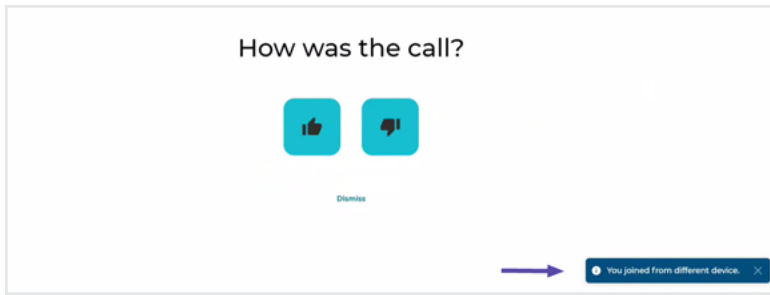 How was the call?
Dismiss
You joined from different device.